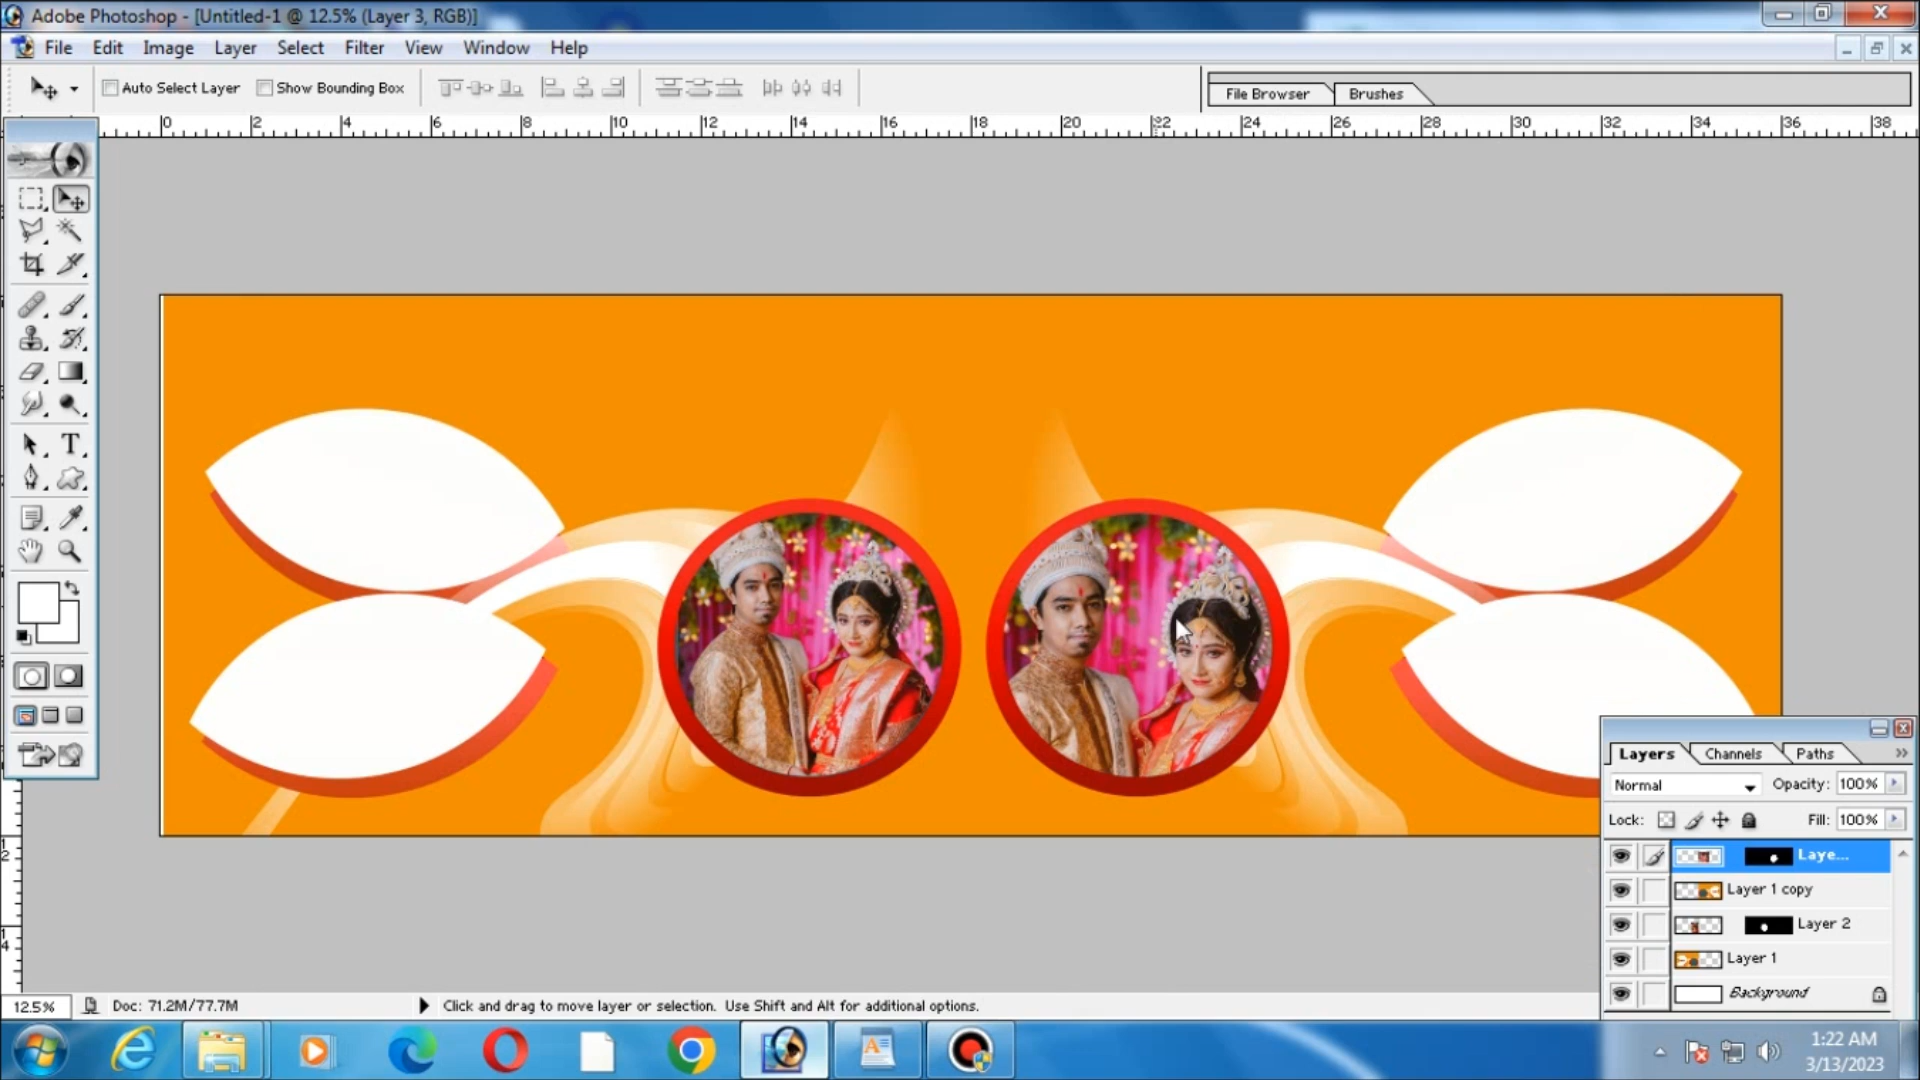 Adobe Photoshop - [Untitled-1 @ 12.5% (Layer 3, RGB)]
File Edit Image Layer Select Filter View Window Help
Auto Select Layer Show Bounding Box File Browser Brushes
0 2 4 6 8 10 12 14 16 18 20 22 24 26 28 30 32 34 36 38
T
Layers Channels Paths
Normal Opacity: 100%
Lock: Fill: 100%
Laye...
Layer 1 copy
Layer 2
Layer 1
Background
1
2
1
4
12.5% Doc: 71.2M/77.7M Click and drag to move layer or selection. Use Shift and Alt for additional options.
1:22 AM
3/13/2023